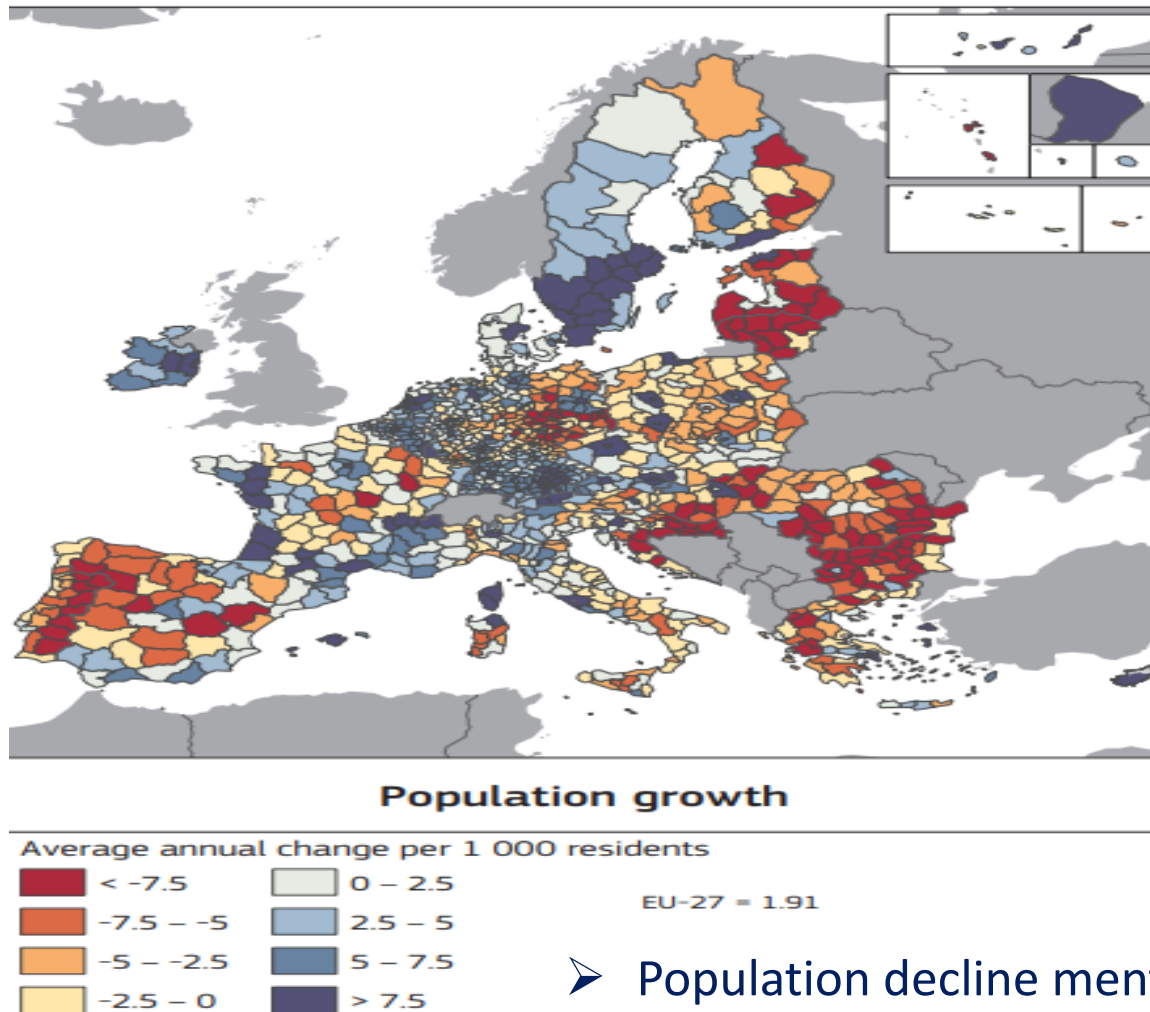 Population growth
Average annual change per 1 000 residents
< -7.5
-7.5 – -5
-5 – -2.5
-2.5 – 0
0 – 2.5
2.5 – 5
5 – 7.5
> 7.5
EU-27 = 1.91
➢ Population decline ment